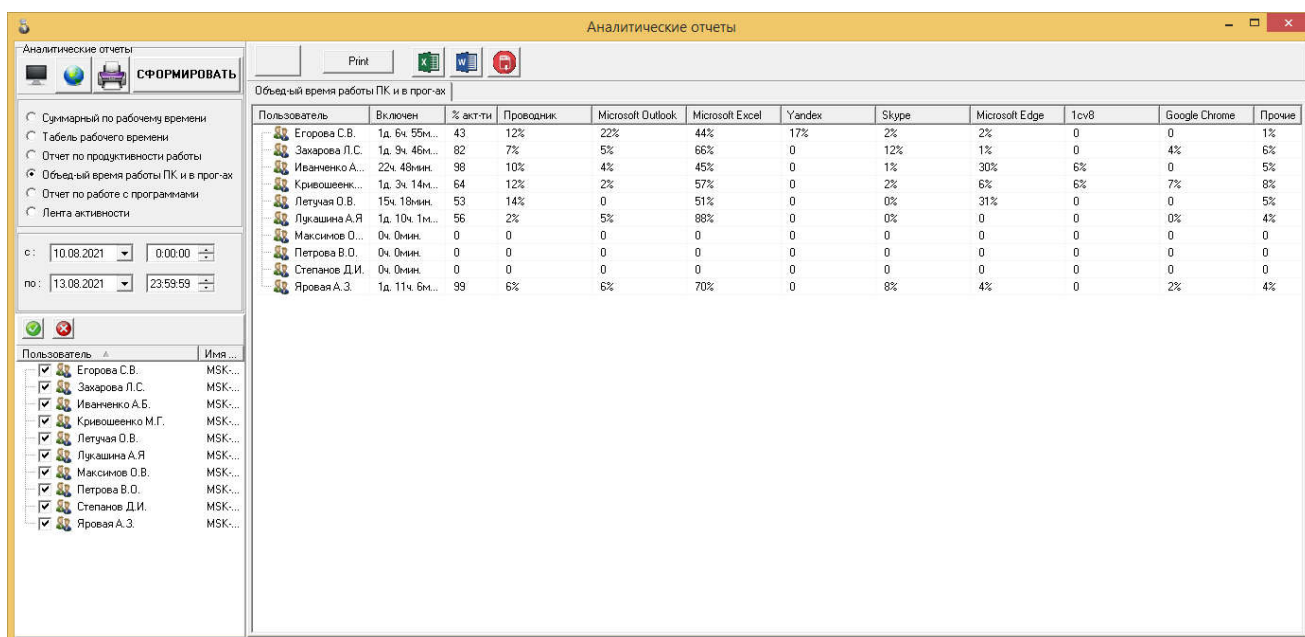 Аналитические отчеты
Аналитические отчеты
СФОРМИРОВАТЬ
Print
Суммарный по рабочему времени
Табель рабочего времени
Отчет по продуктивности работы
Объед-ый время работы ПК и в прог-ах
Отчет по работе с программами
Лента активности
с: 10.08.2021 0:00:00
по: 13.08.2021 23:59:59
Пользователь Имя ...
Егорова С.В. MSK-...
Захарова Л.С. MSK-...
Иванченко А.Б. MSK-...
Кривошеенко М.Г. MSK-...
Летучая О.В. MSK-...
Лукашина А.Я MSK-...
Максимов О.В. MSK-...
Петрова В.О. MSK-...
Степанов Д.И. MSK-...
Яровая А.З. MSK-...
Объед-ый время работы ПК и в прог-ах
Пользователь Включен % акт-ти Проводник Microsoft Outlook Microsoft Excel Yandex Skype Microsoft Edge 1cv8 Google Chrome Прочие
Егорова С.В. 1д. 6ч. 55м... 43 12% 22% 44% 17% 2% 2% 0 0 1%
Захарова Л.С. 1д. 9ч. 46м... 82 7% 5% 66% 0 12% 1% 0 4% 6%
Иванченко А... 22ч. 48мин. 98 10% 4% 45% 0 1% 30% 6% 0 5%
Кривошеенк... 1д. 3ч. 14м... 64 12% 2% 57% 0 2% 6% 6% 7% 8%
Летучая О.В. 15ч. 18мин. 53 14% 0 51% 0 0% 31% 0 0 5%
Лукашина А.Я 1д. 10ч. 1м... 56 2% 5% 88% 0 0% 0 0 0% 4%
Максимов О... 0ч. 0мин. 0 0 0 0 0 0 0 0 0 0
Петрова В.О. 0ч. 0мин. 0 0 0 0 0 0 0 0 0 0
Степанов Д.И. 0ч. 0мин. 0 0 0 0 0 0 0 0 0 0
Яровая А.З. 1д. 11ч. 6м... 99 6% 6% 70% 0 8% 4% 0 2% 4%